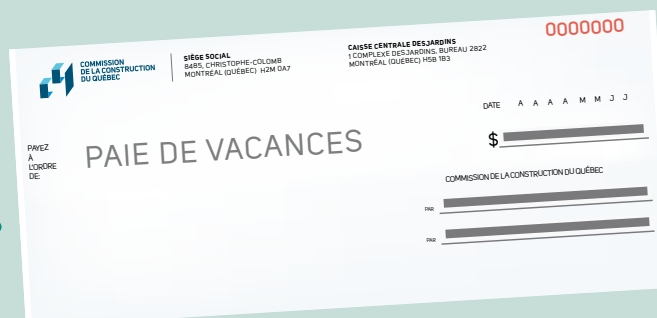 COMMISSION
DE LA CONSTRUCTION
DU QUÉBEC
SIÈGE SOCIAL
8485, CHRISTOPHE-COLOMB
MONTRÉAL (QUÉBEC) H2M 0A7
CAISSE CENTRALE DESJARDINS
1 COMPLEXE DESJARDINS, BUREAU 2822
MONTRÉAL (QUÉBEC) H5B 1B3
0000000
DATE A A A A M M J J
PAYEZ
À
L'ORDRE
DE:
PAIE DE VACANCES
$
COMMISSION DE LA CONSTRUCTION DU QUÉBEC
PAR
PAR